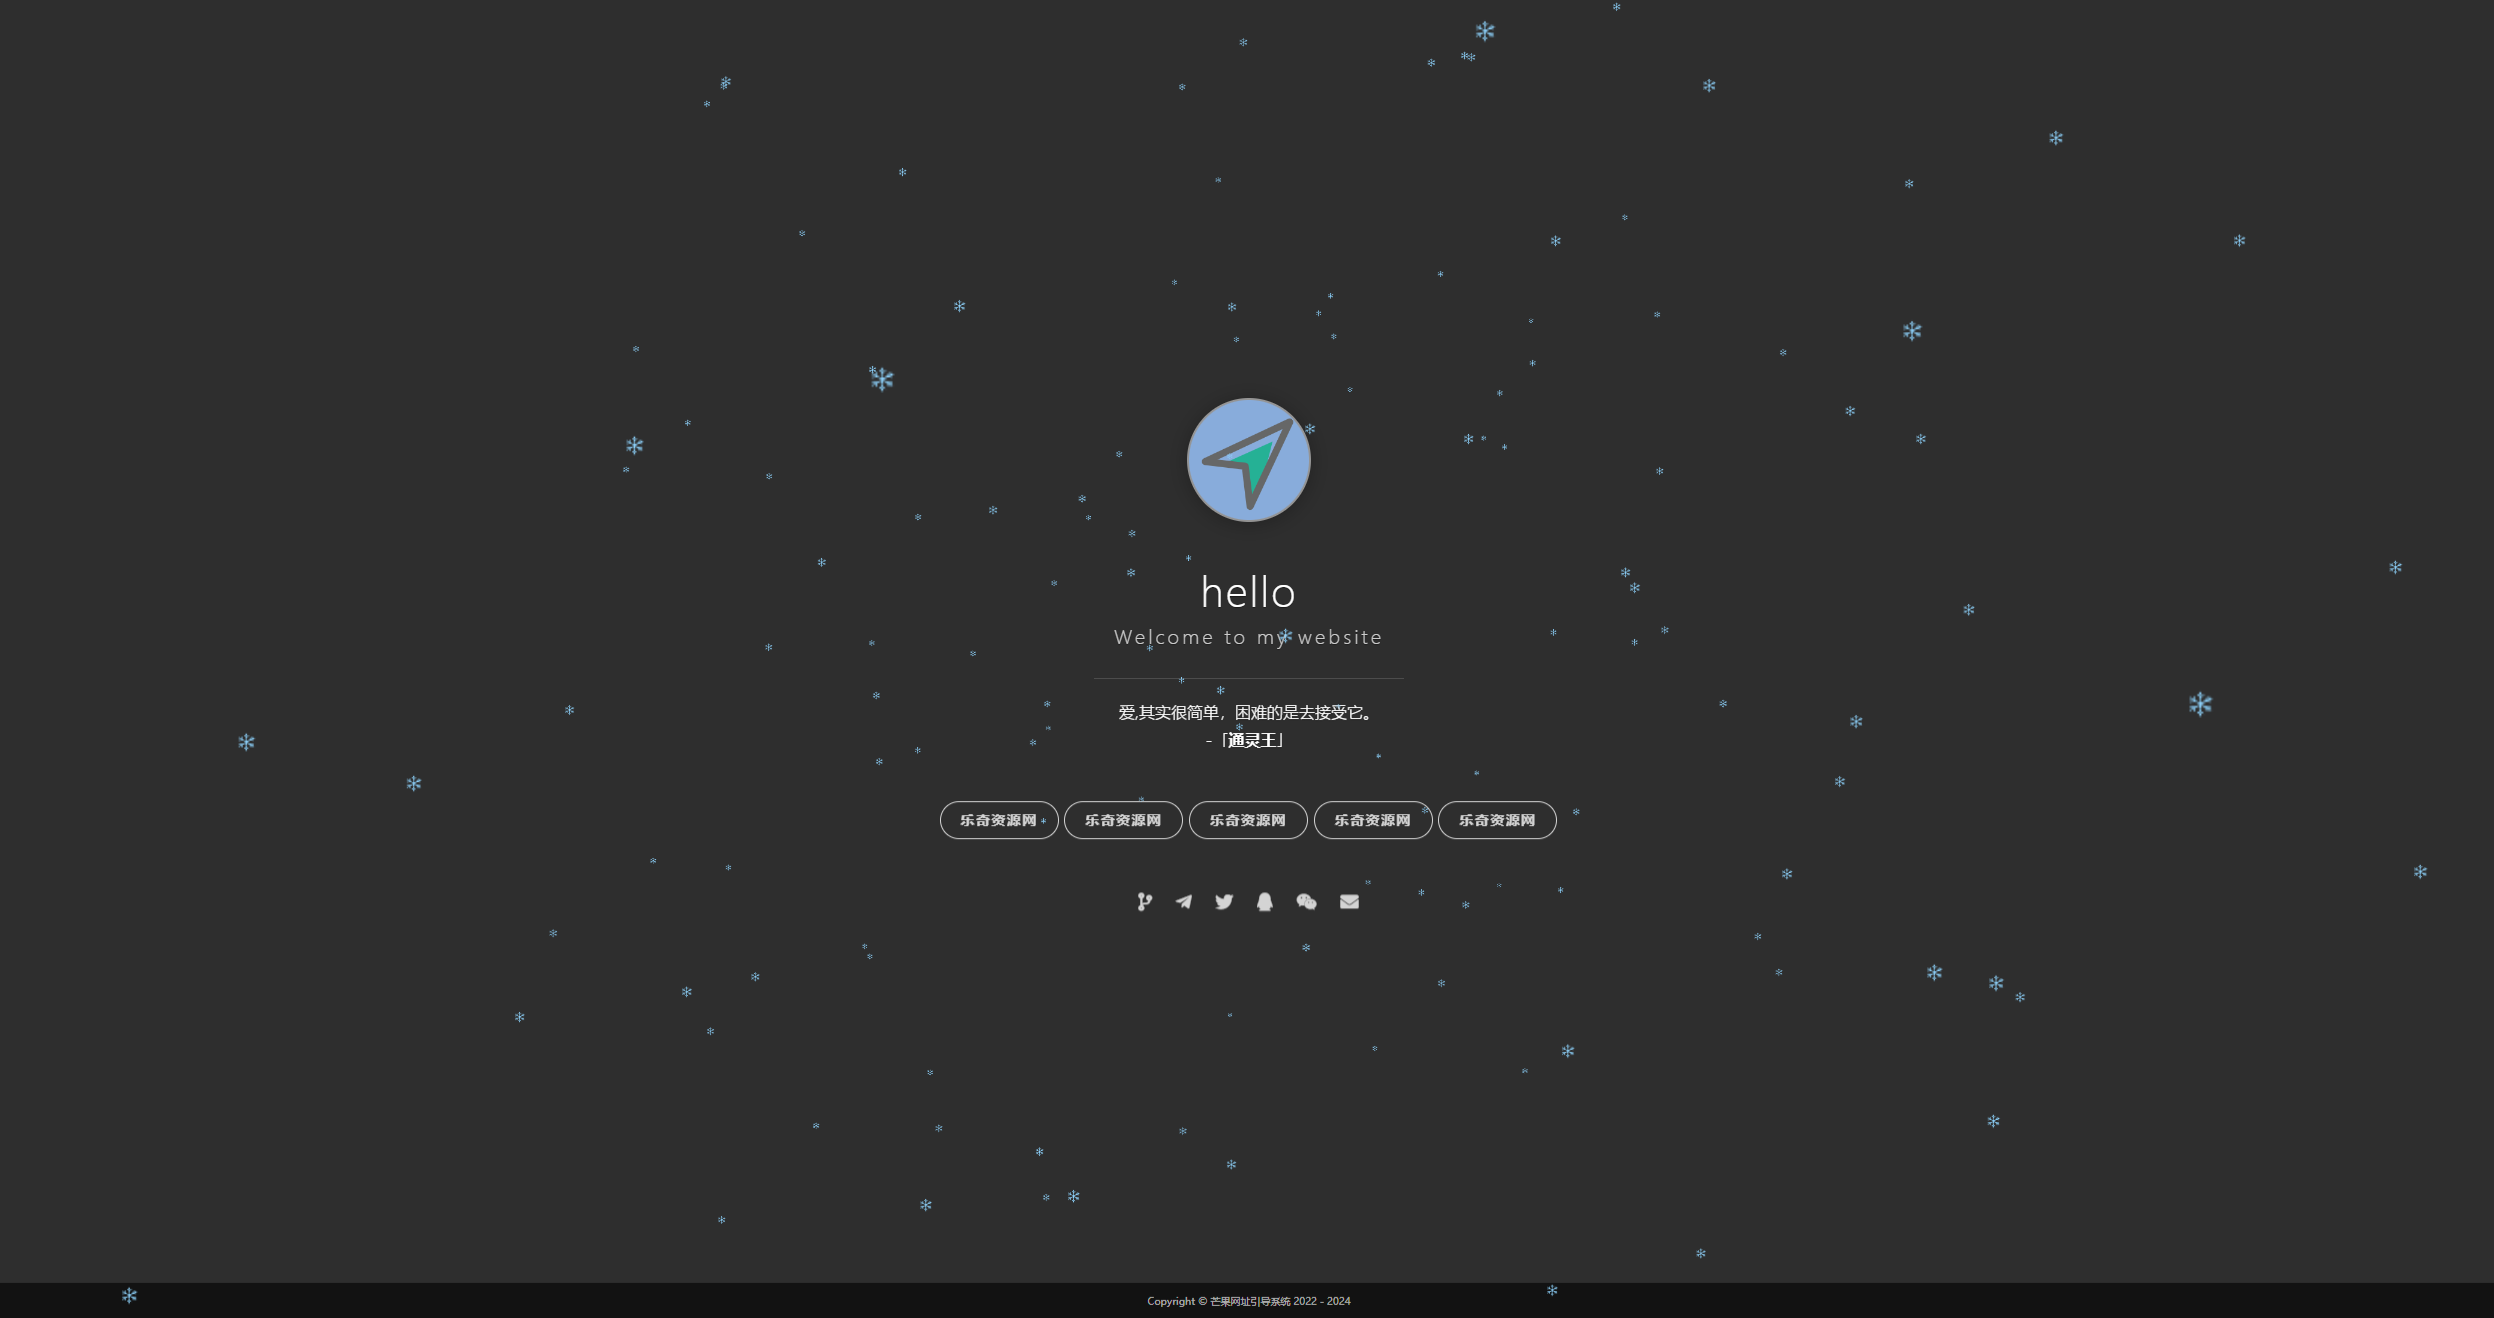 hello
Welcome to my website
爱,其实很简单，困难的是去接受它。
-「通灵王」
乐奇资源网 乐奇资源网 乐奇资源网 乐奇资源网 乐奇资源网
Copyright © 芒果网址引导系统 2022 - 2024